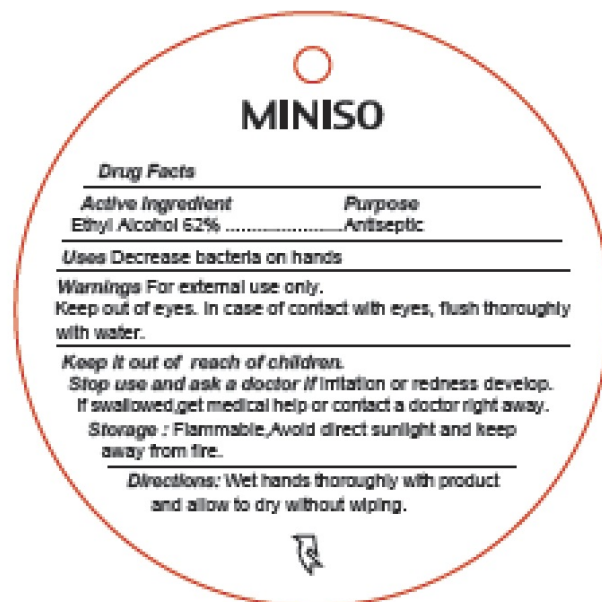 MINISO
Drug Facts
Active Ingredient Purpose
Ethyl Alcohol 62% ......................Antiseptic
Uses Decrease bacteria on hands
Warnings For external use only.
Keep out of eyes. In case of contact with eyes, flush thoroughly
with water.
Keep it out of reach of children.
Stop use and ask a doctor if irritation or redness develop.
If swallowed,get medical help or contact a doctor right away.
Storage : Flammable,Avoid direct sunlight and keep
away from fire.
Directions: Wet hands thoroughly with product
and allow to dry without wiping.